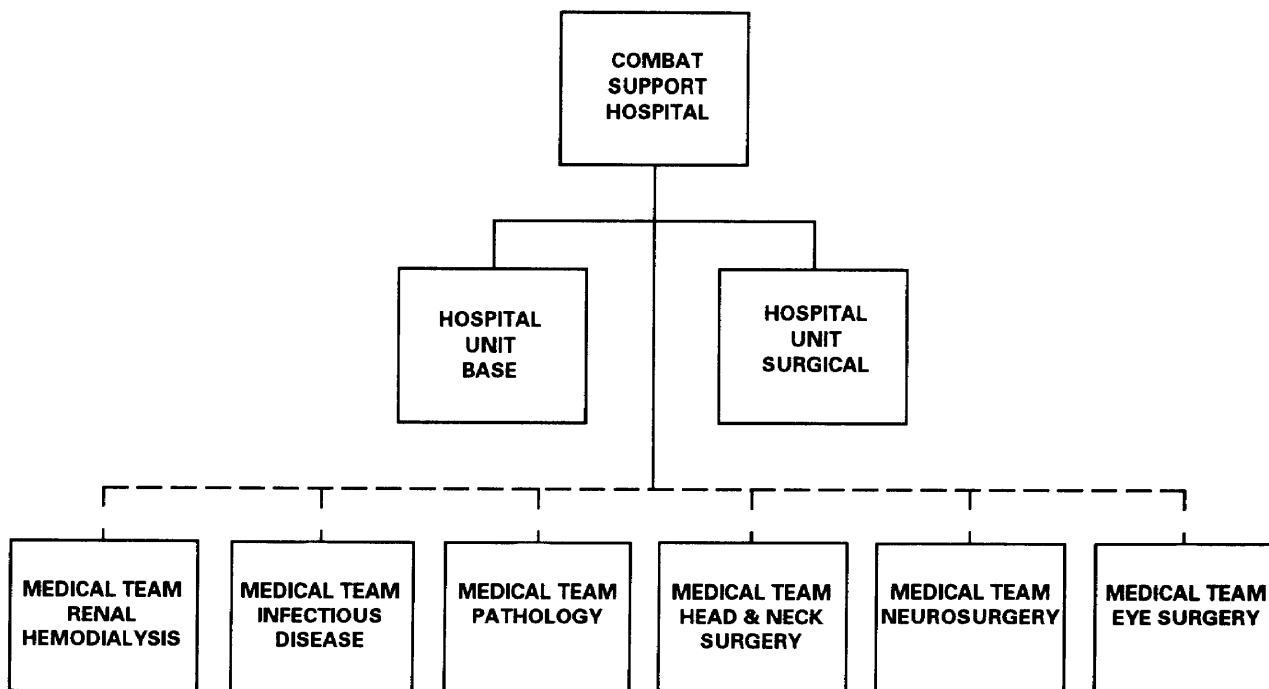 COMBAT
SUPPORT
HOSPITAL
HOSPITAL
UNIT
BASE
HOSPITAL
UNIT
SURGICAL
MEDICAL TEAM
RENAL
HEMODIALYSIS
MEDICAL TEAM
INFECTIOUS
DISEASE
MEDICAL TEAM
PATHOLOGY
MEDICAL TEAM
HEAD & NECK
SURGERY
MEDICAL TEAM
NEUROSURGERY
MEDICAL TEAM
EYE SURGERY